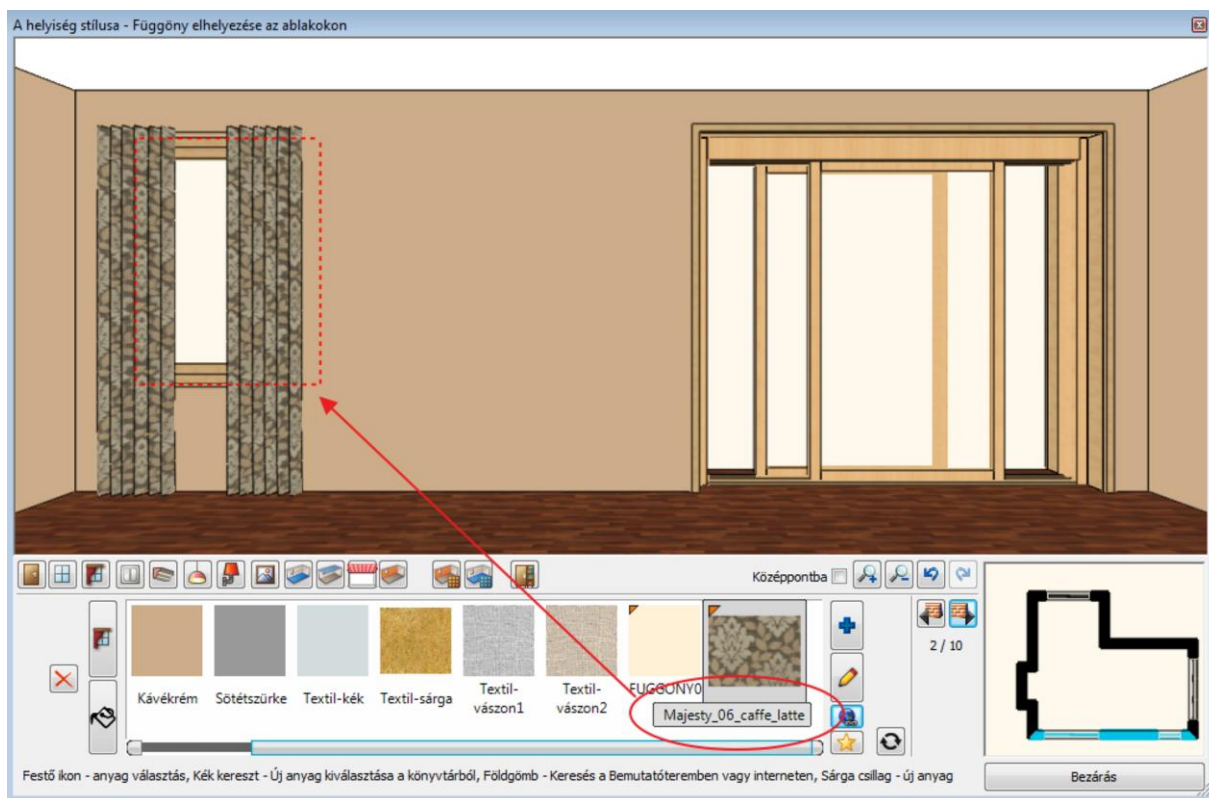 A helyiség stílusa - Függöny elhelyezése az ablakokon
Középpontba
2 / 10
Kávékrém
Sötétszürke
Textil-kék
Textil-sárga
Textil-
vászon1
Textil-
vászon2
FUGGONY0
Majesty_06_caffe_latte
Festő ikon - anyag választás, Kék kereszt - Új anyag kiválasztása a könyvtárból, Földgömb - Keresés a Bemutatóteremben vagy interneten, Sárga csillag - új anyag
Bezárás